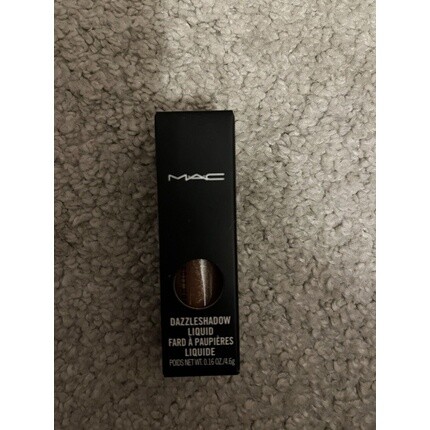 MAC
DAZZLESHADOW
LIQUID
FARD À PAUPIÈRES
LIQUIDE
POIDS NET WT. 0.16 OZ./4.6g